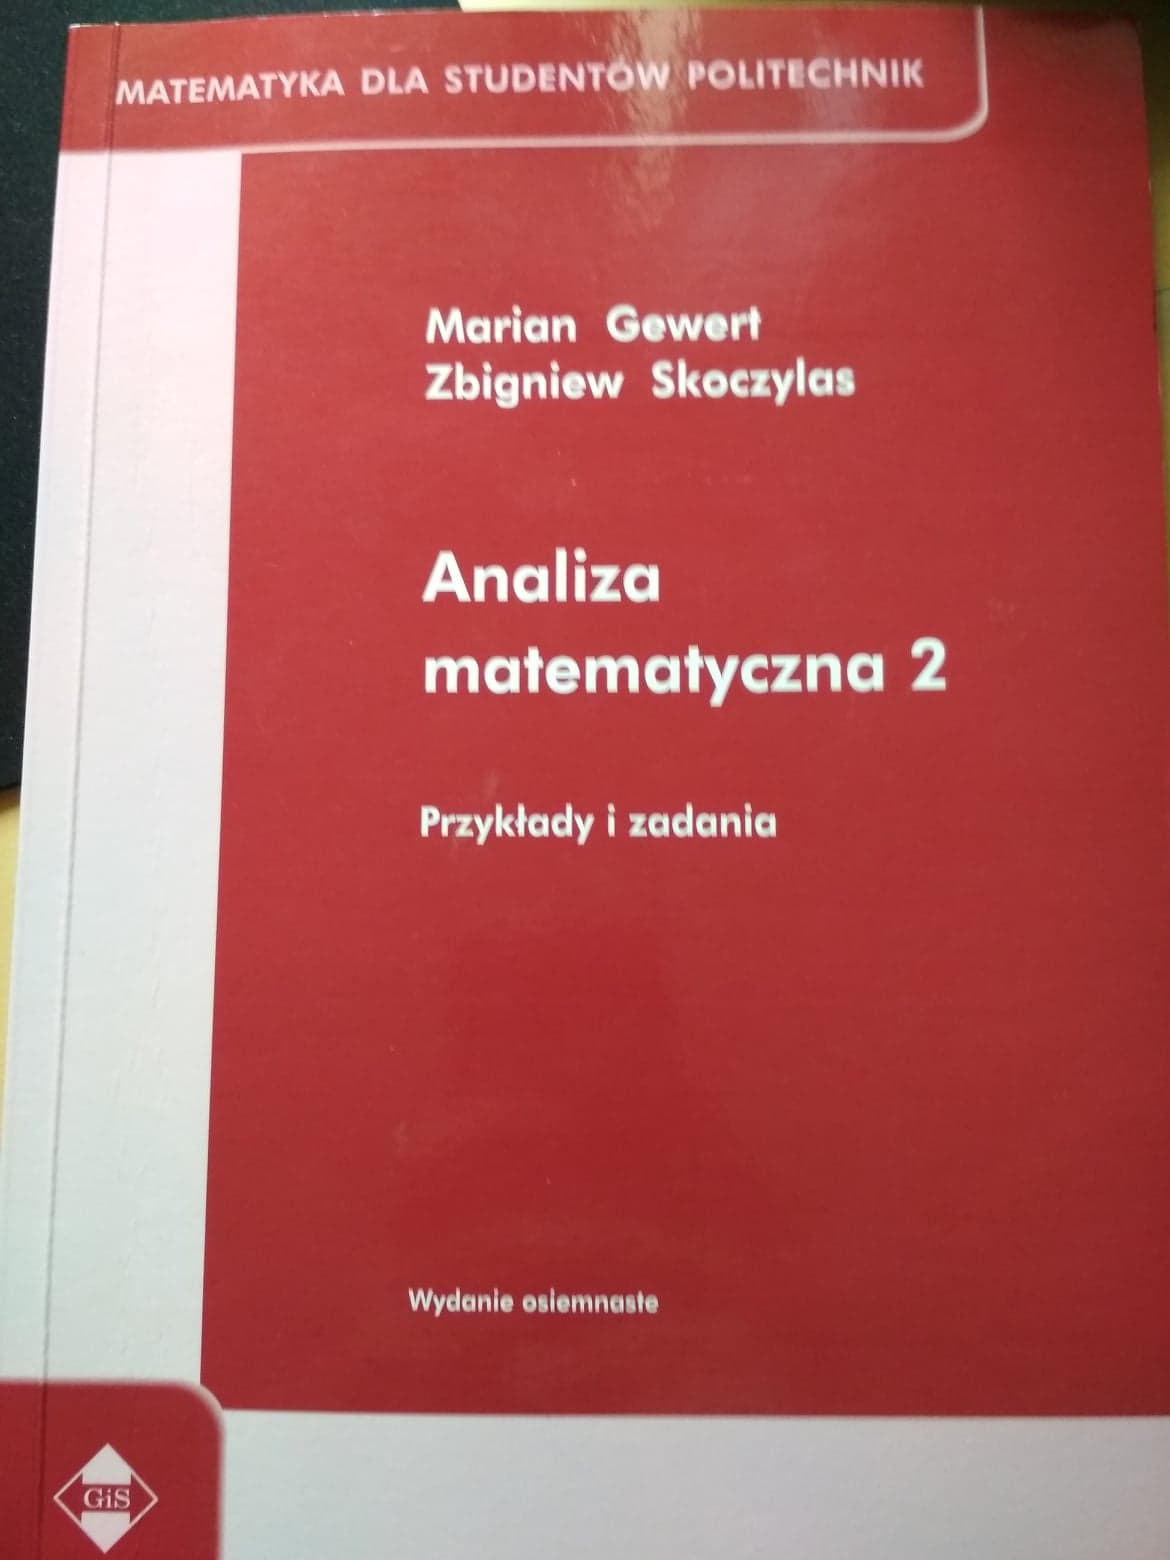 MATEMATYKA DLA STUDENTÓW POLITECHNIK
Marian Gewert
Zbigniew Skoczylas
Analiza
matematyczna 2
Przykłady i zadania
Wydanie osiemnaste
GiS